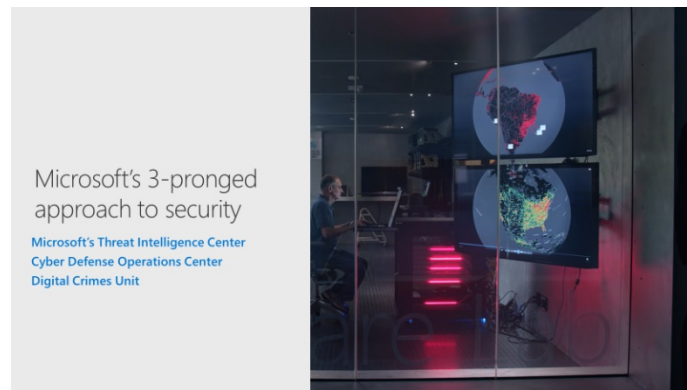 Microsoft's 3-pronged
approach to security
Microsoft's Threat Intelligence Center
Cyber Defense Operations Center
Digital Crimes Unit